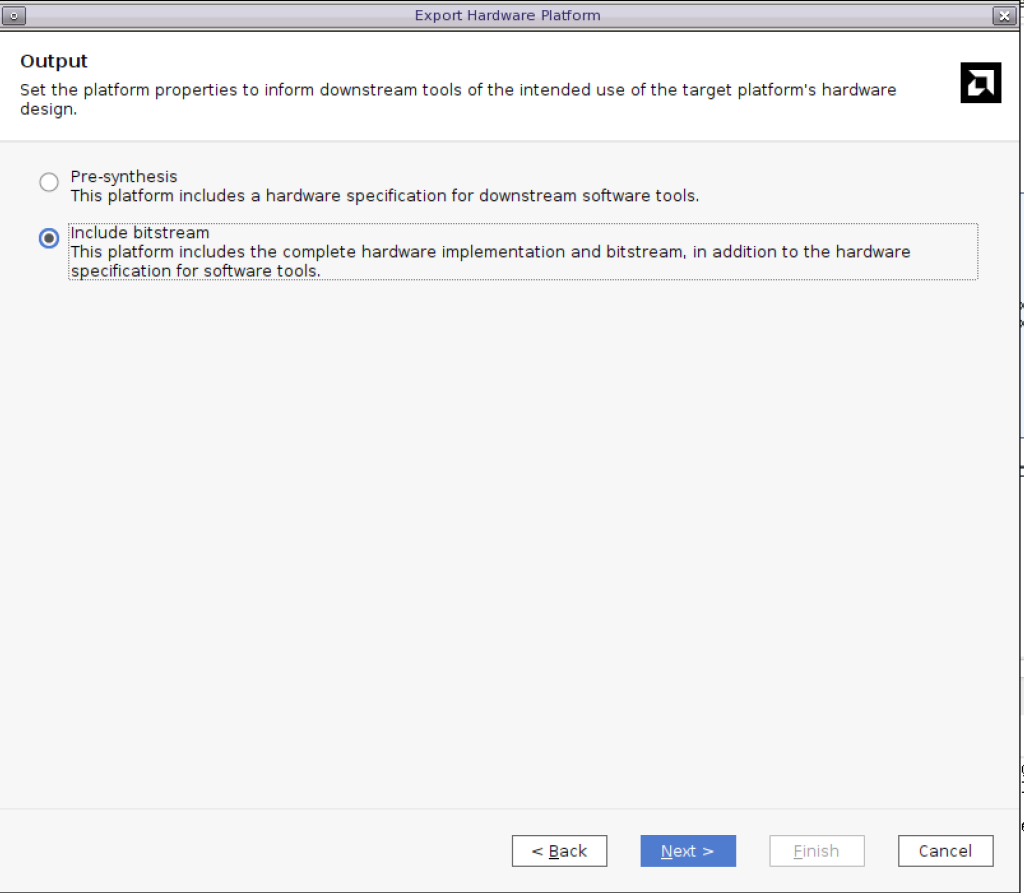 Export Hardware Platform
Output
Set the platform properties to inform downstream tools of the intended use of the target platform's hardware
design.
Pre-synthesis
This platform includes a hardware specification for downstream software tools.
Include bitstream
This platform includes the complete hardware implementation and bitstream, in addition to the hardware
specification for software tools.
< Back
Next >
Finish
Cancel